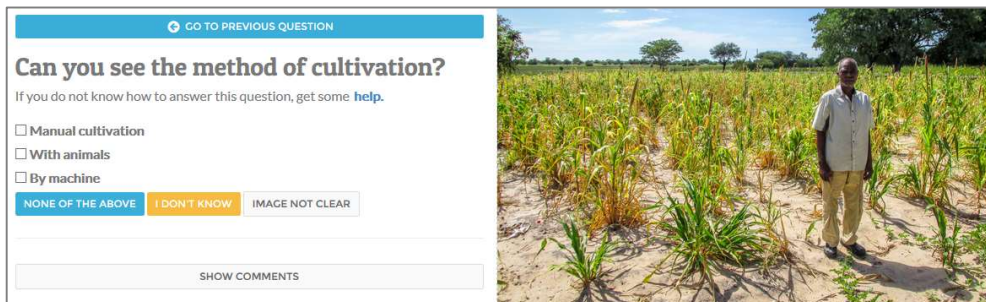 GO TO PREVIOUS QUESTION
Can you see the method of cultivation?
If you do not know how to answer this question, get some help.
Manual cultivation
With animals
By machine
NONE OF THE ABOVE
I DON'T KNOW
IMAGE NOT CLEAR
SHOW COMMENTS